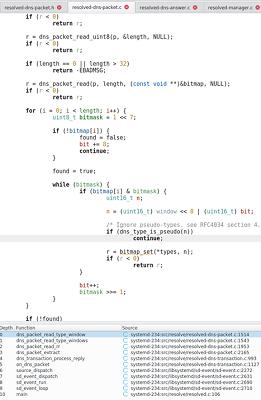 resolved-dns-packet.h
resolved-dns-packet.c
resolved-dns-answer.c
resolved-manager.c
if (r < 0)
return r;
r = dns_packet_read_uint8(p, &length, NULL);
if (r < 0)
return r;
if (length == 0 || length > 32)
return -EBADMSG;
r = dns_packet_read(p, length, (const void **)&bitmap, NULL);
if (r < 0)
return r;
for (i = 0; i < length; i++) {
uint8_t bitmask = 1 << 7;
if (!bitmap[i]) {
found = false;
bit += 8;
continue;
}
found = true;
while (bitmask) {
if (bitmap[i] & bitmask) {
uint16_t n;
n = (uint16_t) window << 8 | (uint16_t) bit;
/* Ignore pseudo-types. see RFC4034 section 4.
if (dns_type_is_pseudo(n))
continue;
r = bitmap_set(*types, n);
if (r < 0)
return r;
}
bit++;
bitmask >>= 1;
}
}
if (!found)
Depth Function Source
0 dns_packet_read_type_window systemd-234:src/resolve/resolved-dns-packet.c:1514
1 dns_packet_read_type_windows systemd-234:src/resolve/resolved-dns-packet.c:1543
2 dns_packet_read_rr systemd-234:src/resolve/resolved-dns-packet.c:1953
3 dns_packet_extract systemd-234:src/resolve/resolved-dns-packet.c:2165
4 dns_transaction_process_reply systemd-234:src/resolve/resolved-dns-transaction.c:993
5 on_dns_packet systemd-234:src/resolve/resolved-dns-transaction.c:1127
6 source_dispatch systemd-234:src/libsystemd/sd-event/sd-event.c:2272
7 sd_event_dispatch systemd-234:src/libsystemd/sd-event/sd-event.c:2631
8 sd_event_run systemd-234:src/libsystemd/sd-event/sd-event.c:2690
9 sd_event_loop systemd-234:src/libsystemd/sd-event/sd-event.c:2710
10 main systemd-234:src/resolve/resolved.c:106